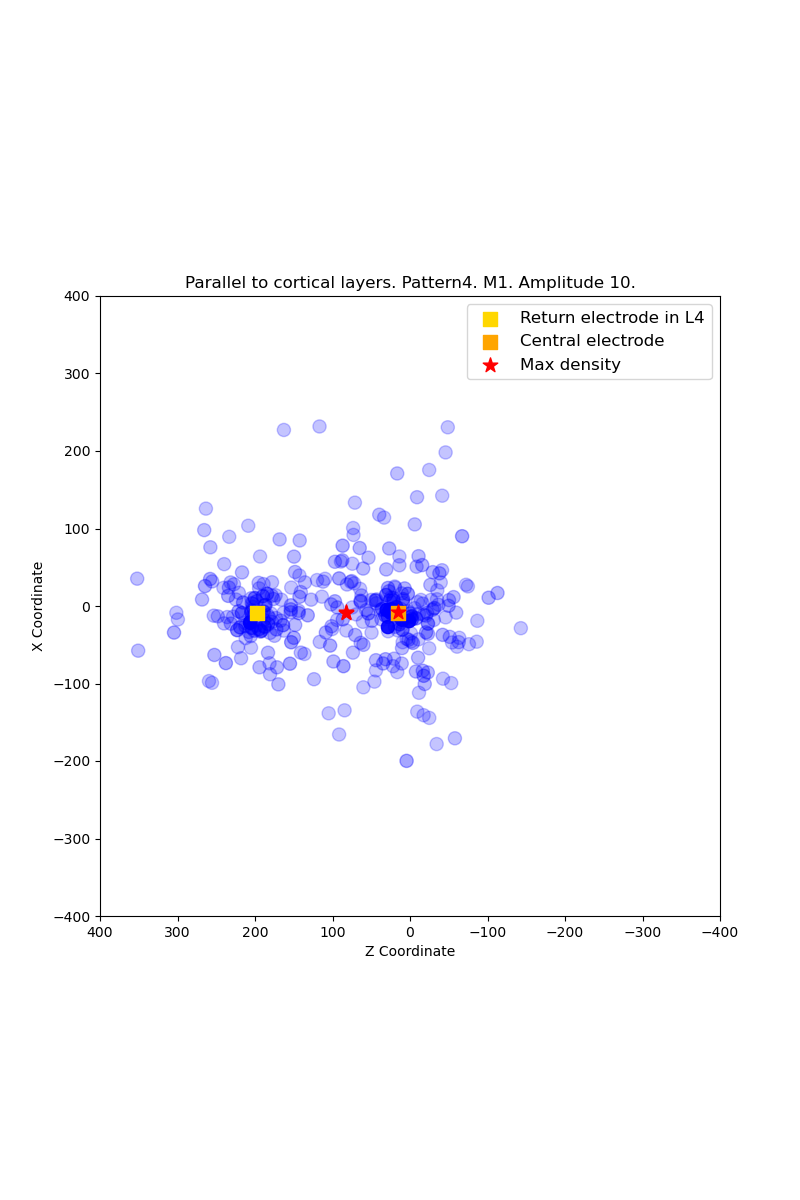 Parallel to cortical layers. Pattern4. M1. Amplitude 10.
Return electrode in L4
Central electrode
Max density
X Coordinate
400
300
200
100
0
−100
−200
−300
−400
400 300 200 100 0 −100 −200 −300 −400
Z Coordinate